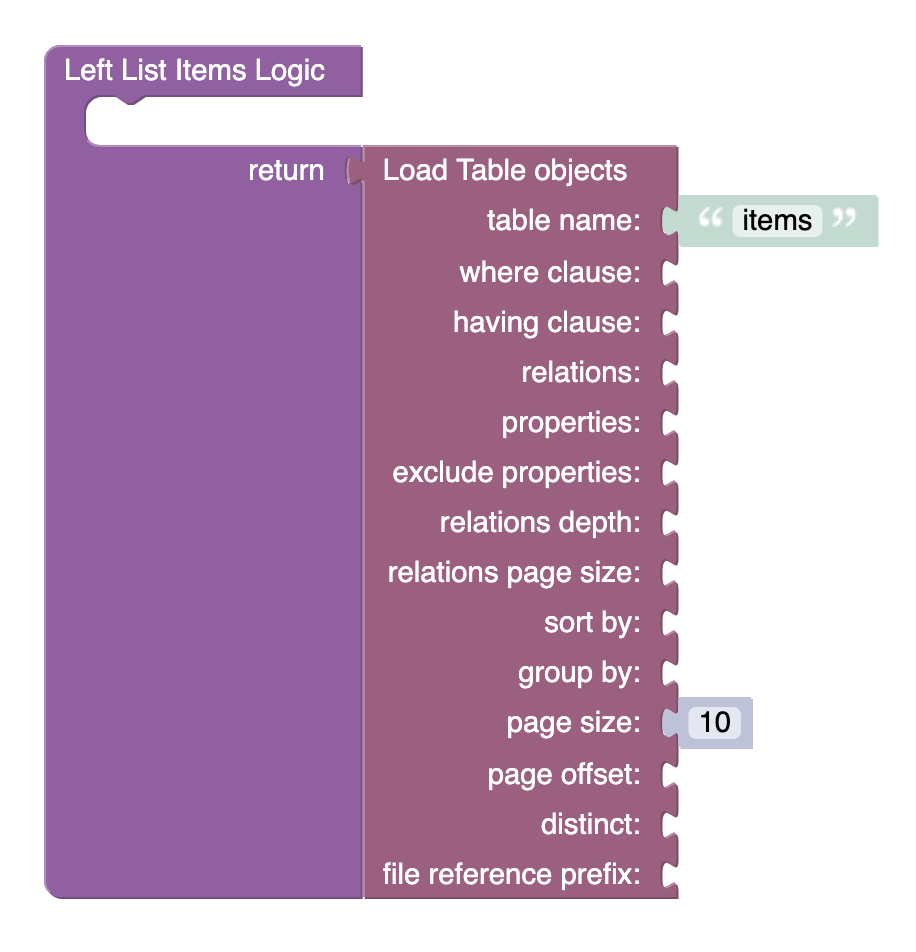 Left List Items Logic
return Load Table objects
table name: “ items ”
where clause:
having clause:
relations:
properties:
exclude properties:
relations depth:
relations page size:
sort by:
group by:
page size: 10
page offset:
distinct:
file reference prefix: